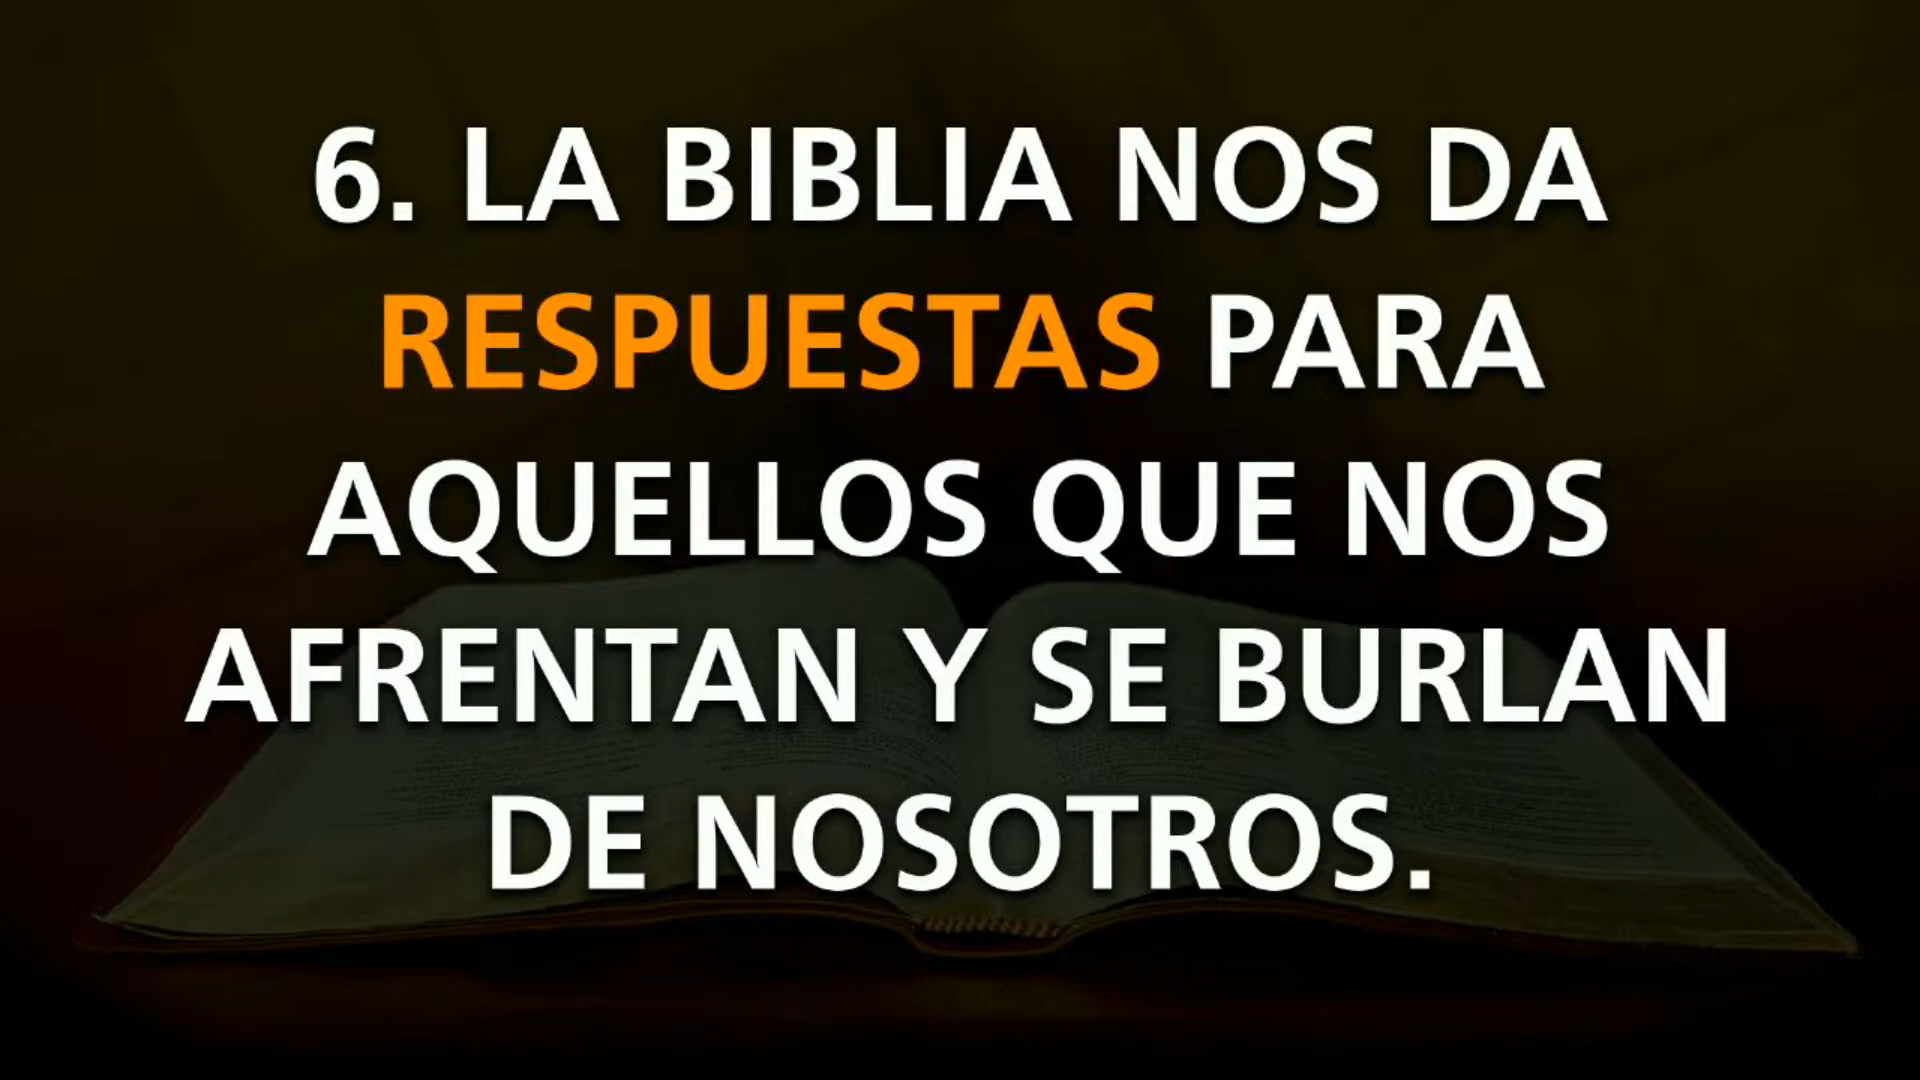 6. LA BIBLIA NOS DA
RESPUESTAS PARA
AQUELLOS QUE NOS
AFRENTAN Y SE BURLAN
DE NOSOTROS.